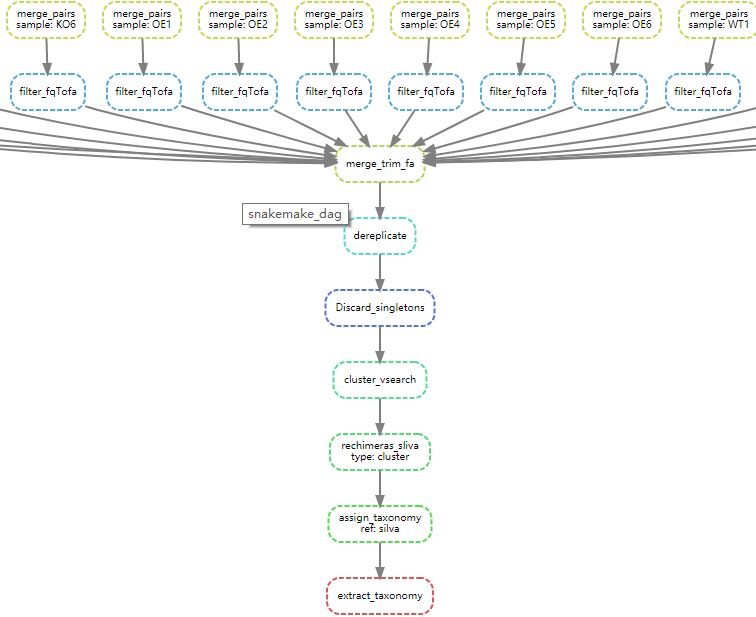 merge_pairs
sample: KO6
merge_pairs
sample: OE1
merge_pairs
sample: OE2
merge_pairs
sample: OE3
merge_pairs
sample: OE4
merge_pairs
sample: OE5
merge_pairs
sample: OE6
merge_pairs
sample: WT1
filter_fqTofa
filter_fqTofa
filter_fqTofa
filter_fqTofa
filter_fqTofa
filter_fqTofa
filter_fqTofa
filter_fqTofa
merge_trim_fa
snakemake_dag
dereplicate
Discard_singletons
cluster_vsearch
rechimeras_sliva
type: cluster
assign_taxonomy
ref: silva
extract_taxonomy